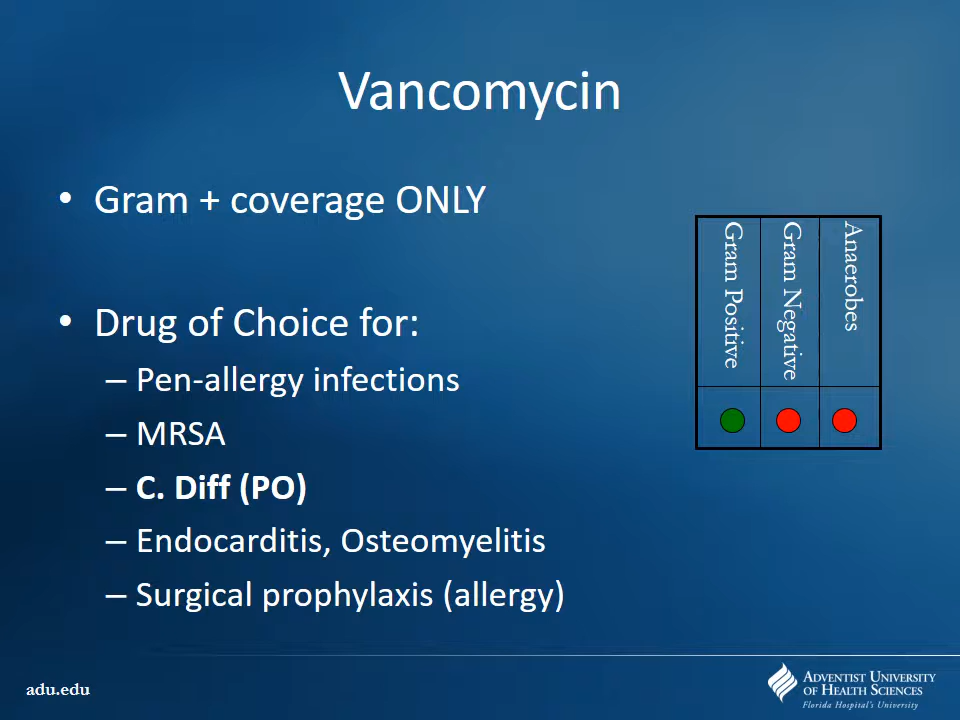 Vancomycin
• Gram + coverage ONLY
• Drug of Choice for:
– Pen-allergy infections
– MRSA
– C. Diff (PO)
– Endocarditis, Osteomyelitis
– Surgical prophylaxis (allergy)
Gram Positive
Gram Negative
Anaerobes
adu.edu
ADVENTIST UNIVERSITY
OF HEALTH SCIENCES
Florida Hospital's University